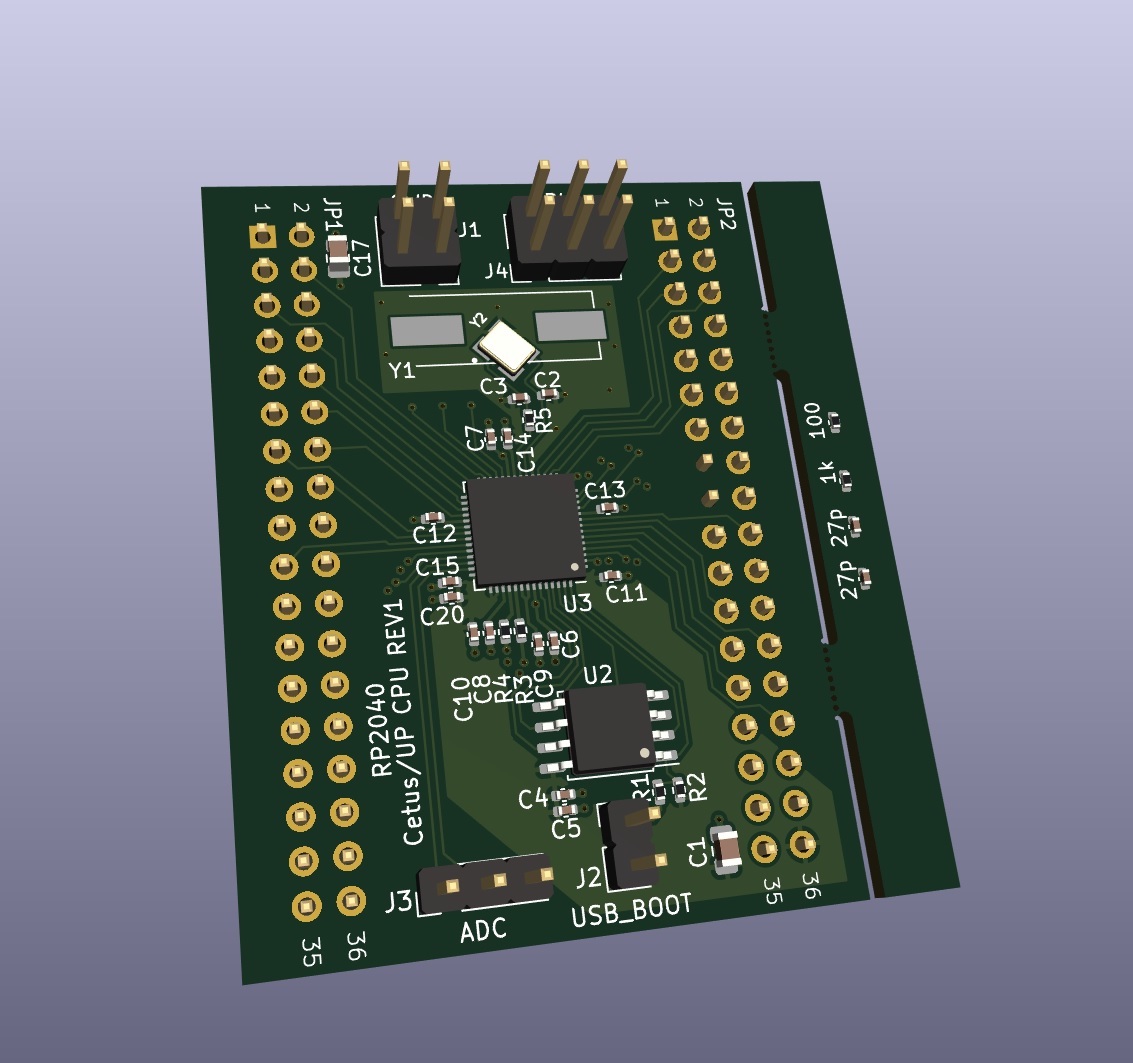 1
2
JP1
C17
J1
J4
1
2
JP2
Y2
Y1
C3
C2
R5
C7
C14
100
1k
27p
27p
C13
C12
C15
C20
U3
C11
C6
C10
C8
R4
R3
C9
U2
RP2040
Cetus/UP CPU REV1
R1
R2
C4
C5
C1
J2
J3
ADC
USB_BOOT
35
36
35
36